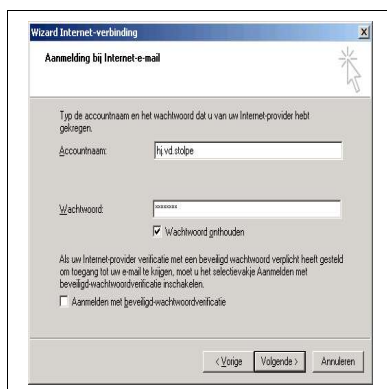 Wizard Internet-verbinding
Aanmelding bij Internet-e-mail
Typ de accountnaam en het wachtwoord dat u van uw Internet-provider hebt
gekregen.
Accountnaam: hj.vd.stolpe
Wachtwoord: xxxxxxxx
Wachtwoord onthouden
Als uw Internet-provider verificatie met een beveiligd wachtwoord verplicht heeft gesteld
om toegang tot uw e-mail te krijgen, moet u het selectievakje Aanmelden met
beveiligd-wachtwoordverificatie inschakelen.
Aanmelden met beveiligd-wachtwoordverificatie
< Vorige Volgende > Annuleren